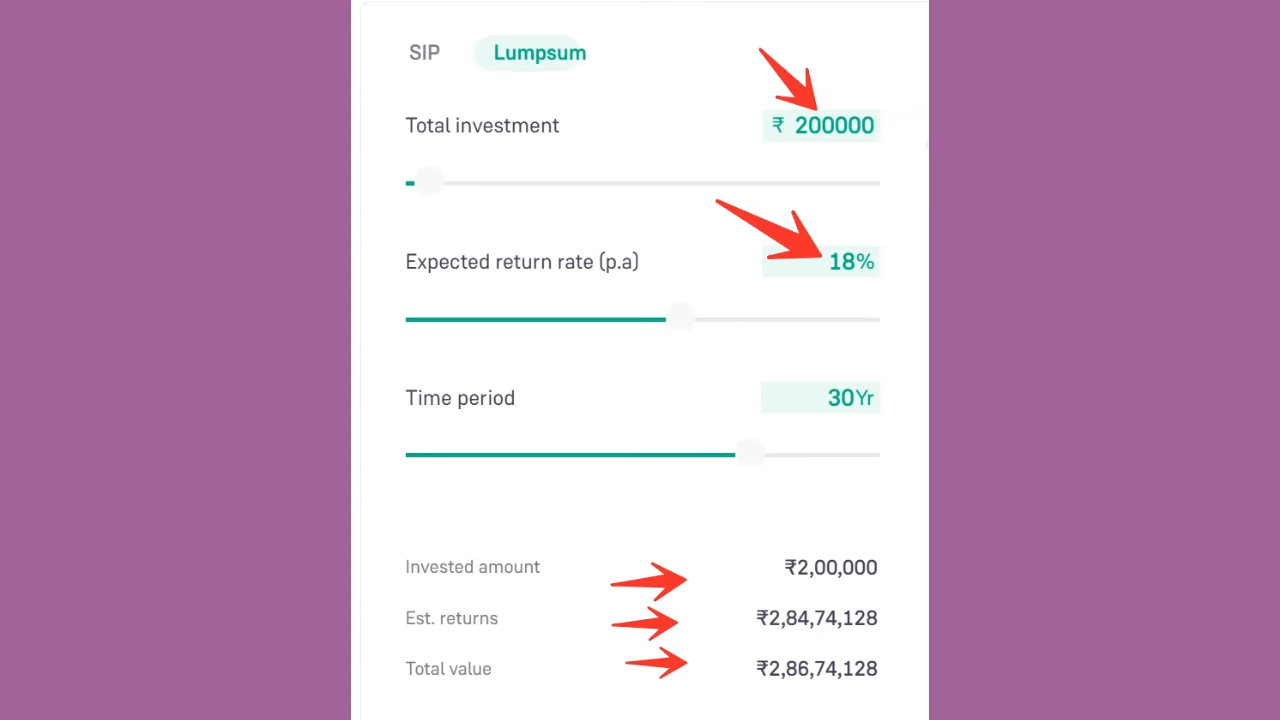 SIP Lumpsum
Total investment ₹ 200000
Expected return rate (p.a) 18%
Time period 30Yr
Invested amount ₹2,00,000
Est. returns ₹2,84,74,128
Total value ₹2,86,74,128